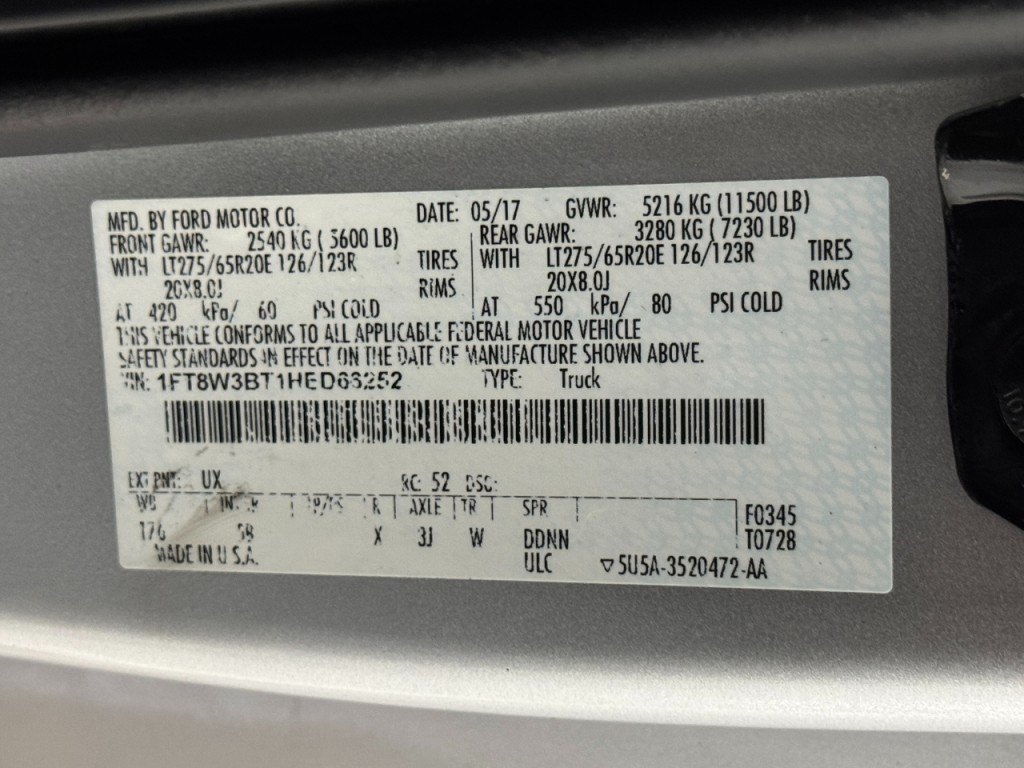 MFD. BY FORD MOTOR CO. DATE: 05/17 GVWR: 5216 KG (11500 LB)
FRONT GAWR: 2540 KG ( 5600 LB) REAR GAWR: 3280 KG ( 7230 LB)
WITH LT275/65R20E 126/123R TIRES WITH LT275/65R20E 126/123R TIRES
20X8.0J RIMS 20X8.0J RIMS
AT 420 kPa/ 60 PSI COLD AT 550 kPa/ 80 PSI COLD
THIS VEHICLE CONFORMS TO ALL APPLICABLE FEDERAL MOTOR VEHICLE
SAFETY STANDARDS IN EFFECT ON THE DATE OF MANUFACTURE SHOWN ABOVE.
VIN: TYPE: Truck
EXT PNT: UX RC: 52 DSO:
WB R AXLE TR SPR F0345
176 X 3J W DDNN T0728
MADE IN U.S.A. ULC ▽5U5A-3520472-AA